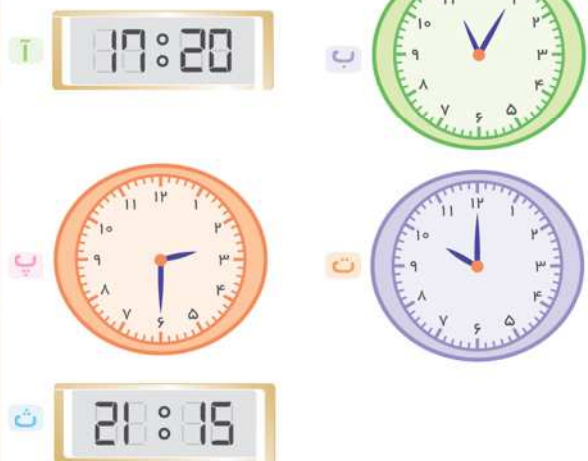 آ
17:20
ب
۱۱ ۱
۱۰ ۲
۹ ۳
۸ ۴
۷ ۶ ۵
پ
۱۲
۱۱ ۱
۱۰ ۲
۹ ۳
۸ ۴
۷ ۶ ۵
ت
۱۲
۱۱ ۱
۱۰ ۲
۹ ۳
۸ ۴
۷ ۶ ۵
ث
21:15